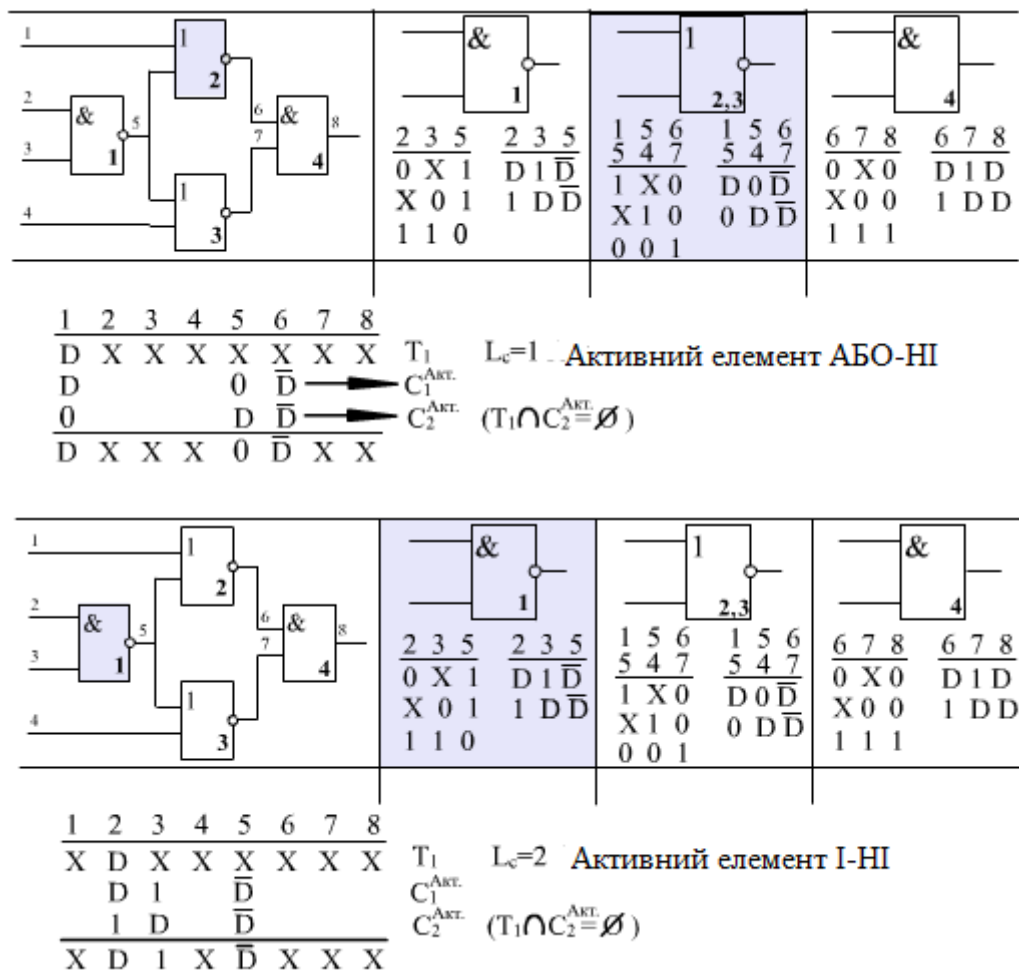 1
2
3
4
5
6
7
8
&
1
1
2
1
3
&
4
&
1
1
2,3
&
4
2 3 5   2 3 5
0 X 1   D 1 D̅
X 0 1   1 D D̅
1 1 0
1 5 6   1 5 6
5 4 7   5 4 7
1 X 0   D 0 D̅
X 1 0   0 D D̅
0 0 1
6 7 8   6 7 8
0 X 0   D 1 D
X 0 0   1 D D
1 1 1
1 2 3 4 5 6 7 8
D X X X X X X X T₁ Lc=1 Активний елемент АБО-НІ
D 0 D̅ C₁Акт.
0 D D̅ C₂Акт. (T₁∩C₂Акт.=Ø)
D X X X 0 D̅ X X
1
2
3
4
5
6
7
8
&
1
1
2
1
3
&
4
&
1
1
2,3
&
4
2 3 5   2 3 5
0 X 1   D 1 D̅
X 0 1   1 D D̅
1 1 0
1 5 6   1 5 6
5 4 7   5 4 7
1 X 0   D 0 D̅
X 1 0   0 D D̅
0 0 1
6 7 8   6 7 8
0 X 0   D 1 D
X 0 0   1 D D
1 1 1
1 2 3 4 5 6 7 8
X D X X X X X X T₁ Lc=2 Активний елемент І-НІ
D 1 D̅ C₁Акт.
1 D D̅ C₂Акт. (T₁∩C₂Акт.=Ø)
X D 1 X D̅ X X X